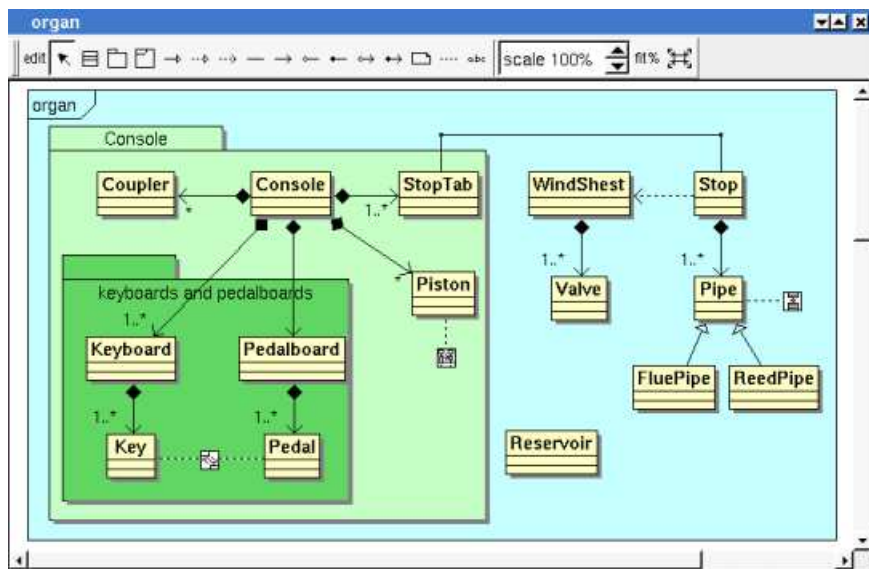 organ
edit
abc
scale 100%
fit%
organ
Console
Coupler
Console
StopTab
WindShest
Stop
*
1..*
1..*
1..*
*
Piston
Valve
Pipe
keyboards and pedalboards
1..*
Keyboard
Pedalboard
FluePipe
ReedPipe
1..*
1..*
Key
Pedal
Reservoir